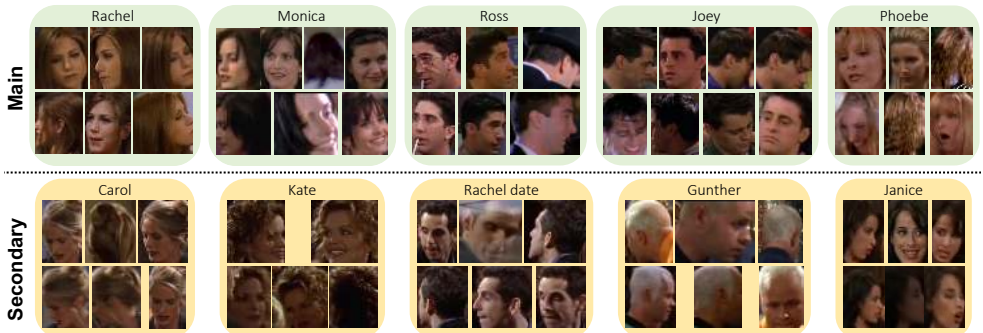 Main
Rachel
Monica
Ross
Joey
Phoebe
Secondary
Carol
Kate
Rachel date
Gunther
Janice